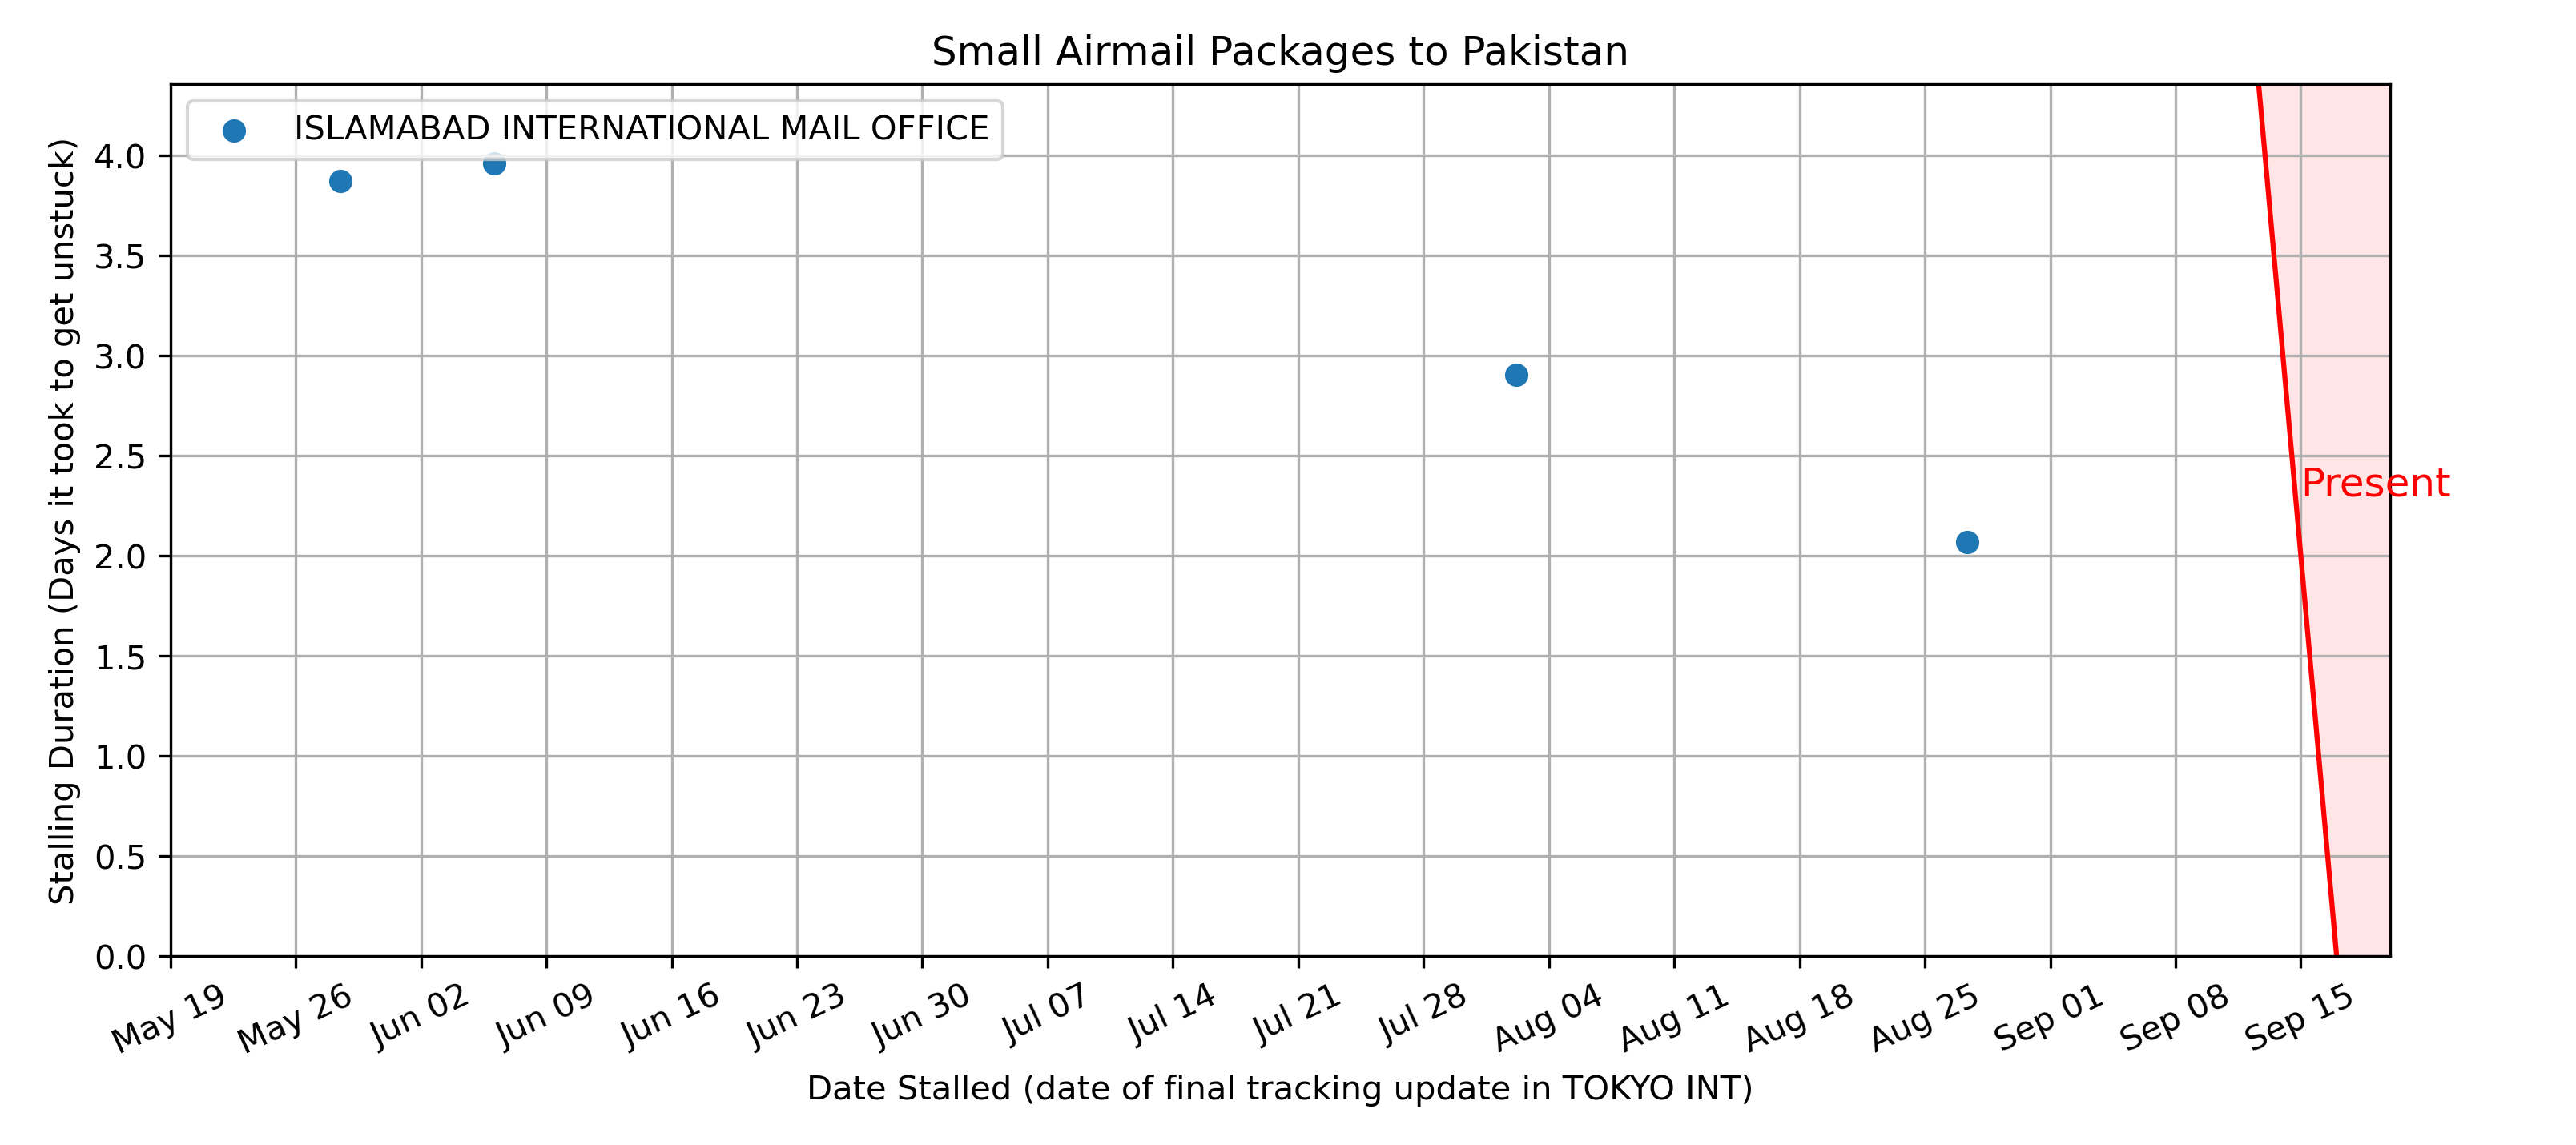 Small Airmail Packages to Pakistan
ISLAMABAD INTERNATIONAL MAIL OFFICE
Stalling Duration (Days it took to get unstuck)
4.0
3.5
3.0
2.5
2.0
1.5
1.0
0.5
0.0
Present
May 19
May 26
Jun 02
Jun 09
Jun 16
Jun 23
Jun 30
Jul 07
Jul 14
Jul 21
Jul 28
Aug 04
Aug 11
Aug 18
Aug 25
Sep 01
Sep 08
Sep 15
Date Stalled (date of final tracking update in TOKYO INT)